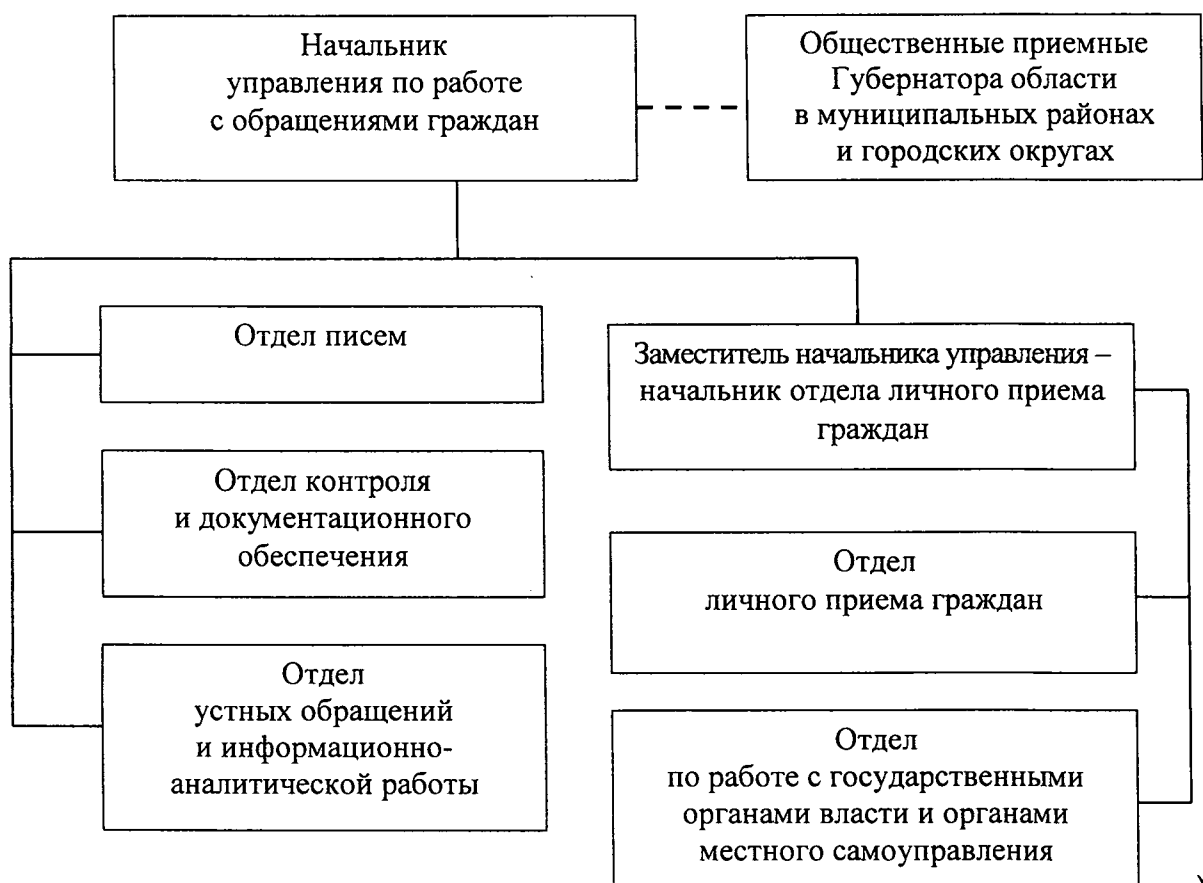 Начальник
управления по работе
с обращениями граждан
Общественные приемные
Губернатора области
в муниципальных районах
и городских округах
Отдел писем
Отдел контроля
и документационного
обеспечения
Отдел
устных обращений
и информационно-
аналитической работы
Заместитель начальника управления –
начальник отдела личного приема
граждан
Отдел
личного приема граждан
Отдел
по работе с государственными
органами власти и органами
местного самоуправления